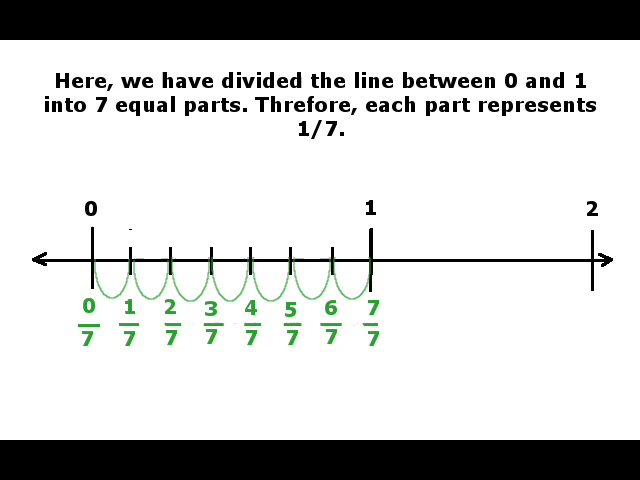 Here, we have divided the line between 0 and 1
into 7 equal parts. Threfore, each part represents
1/7.
0 1 2
0 1 2 3 4 5 6 7
7 7 7 7 7 7 7 7